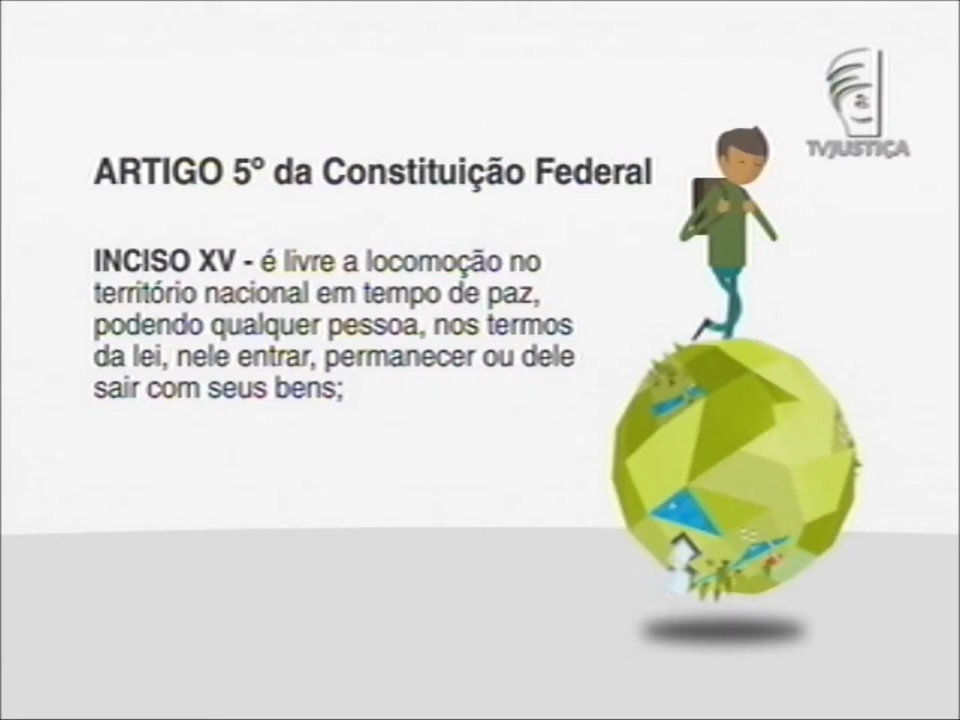 TVJUSTIÇA
ARTIGO 5º da Constituição Federal
INCISO XV - é livre a locomoção no
território nacional em tempo de paz,
podendo qualquer pessoa, nos termos
da lei, nele entrar, permanecer ou dele
sair com seus bens;